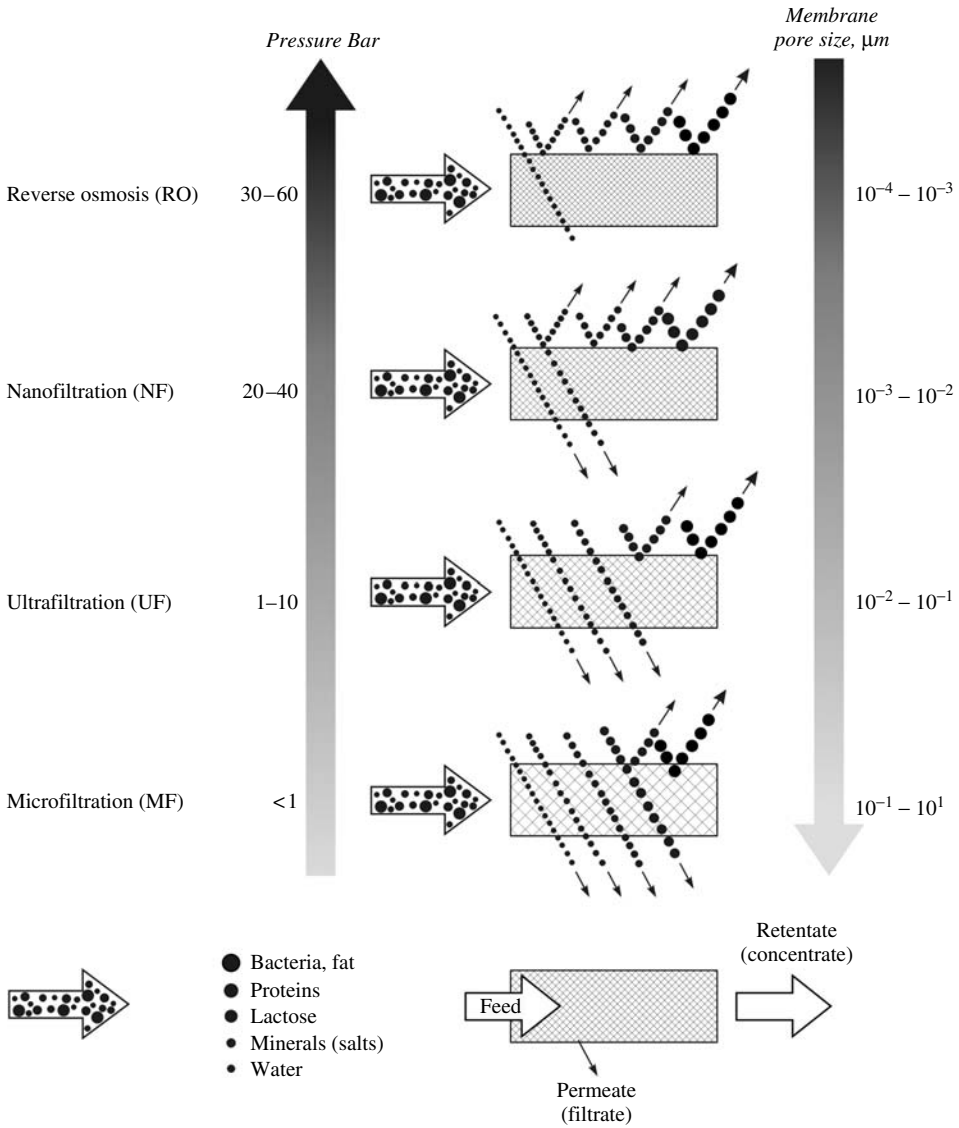 Pressure Bar
Membrane
pore size, μm
Reverse osmosis (RO)
30–60
10⁻⁴ – 10⁻³
Nanofiltration (NF)
20–40
10⁻³ – 10⁻²
Ultrafiltration (UF)
1–10
10⁻² – 10⁻¹
Microfiltration (MF)
<1
10⁻¹ – 10¹
Bacteria, fat
Proteins
Lactose
Minerals (salts)
Water
Feed
Retentate
(concentrate)
Permeate
(filtrate)